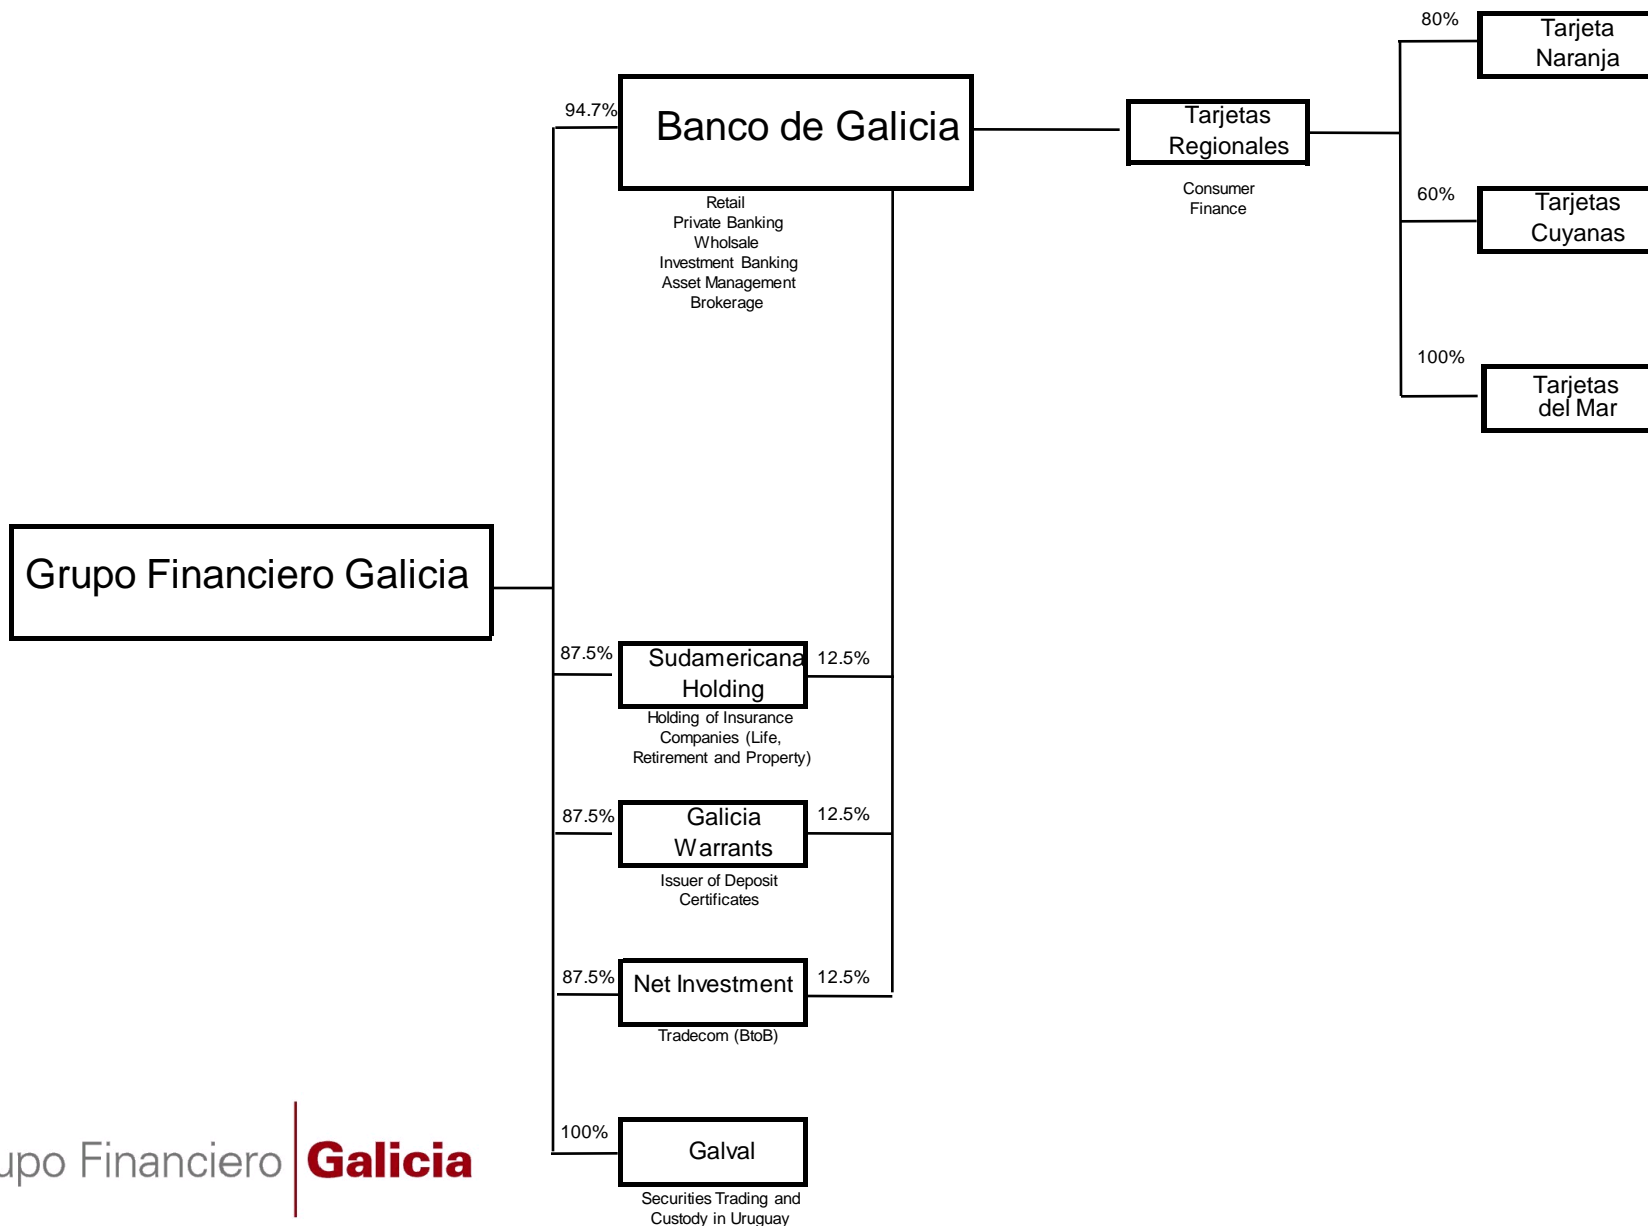 80%
Tarjeta
Naranja
94.7%
Banco de Galicia
Tarjetas
Regionales
Consumer
Finance
60%
Tarjetas
Cuyanas
Retail
Private Banking
Wholsale
Investment Banking
Asset Management
Brokerage
100%
Tarjetas
del Mar
Grupo Financiero Galicia
87.5%
Sudamericana
Holding
12.5%
Holding of Insurance
Companies (Life,
Retirement and Property)
87.5%
Galicia
Warrants
12.5%
Issuer of Deposit
Certificates
87.5%
Net Investment
12.5%
Tradecom (BtoB)
100%
Galval
Securities Trading and
Custody in Uruguay
upo Financiero Galicia